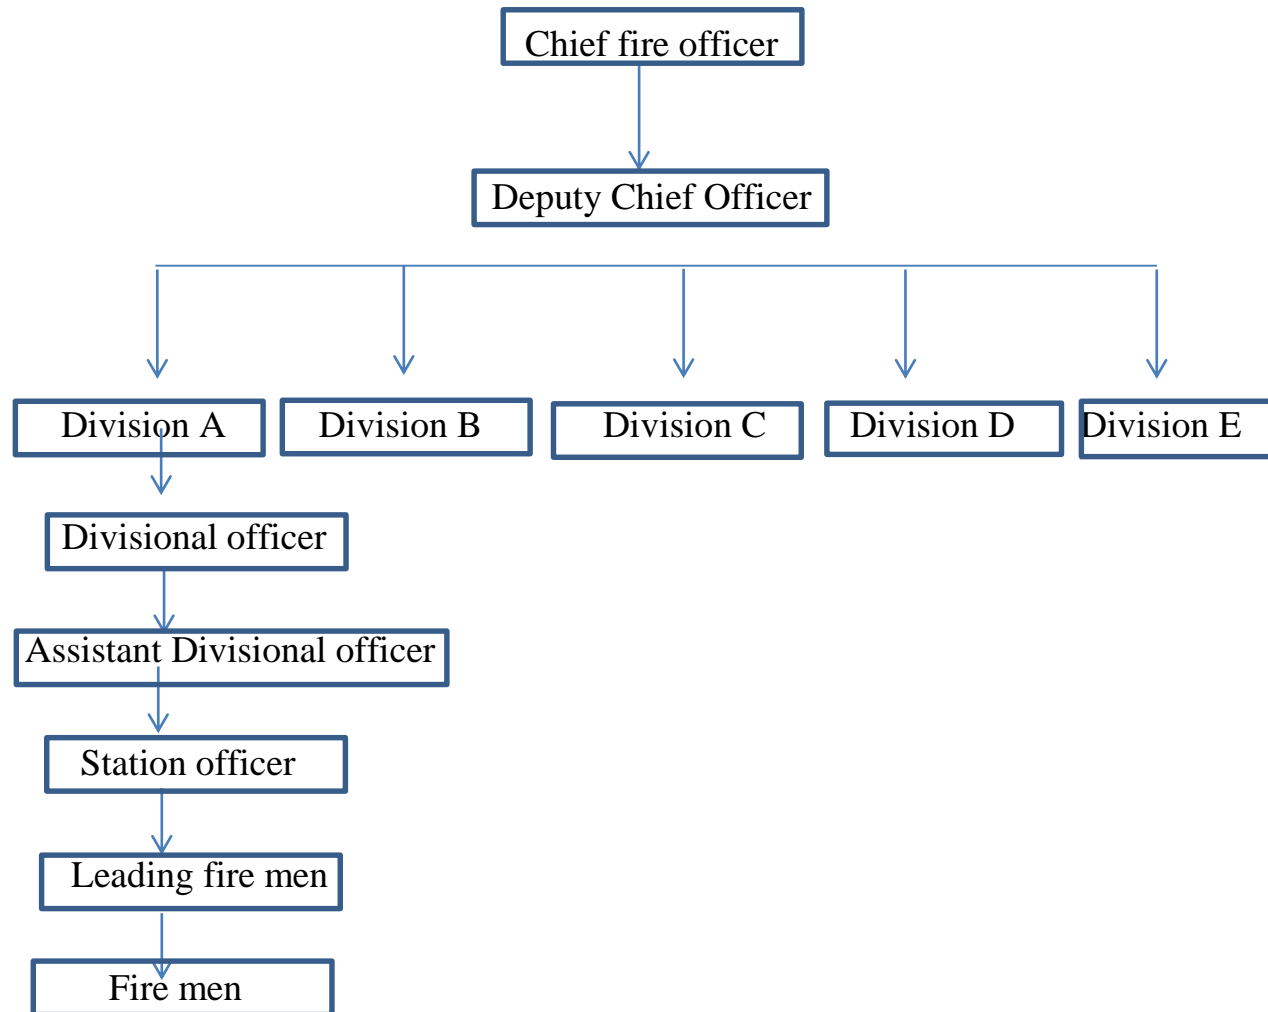 Chief fire officer
Deputy Chief Officer
Division A
Division B
Division C
Division D
Division E
Divisional officer
Assistant Divisional officer
Station officer
Leading fire men
Fire men